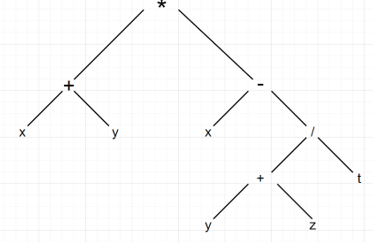 *
+ -
x y x /
+ t
y z